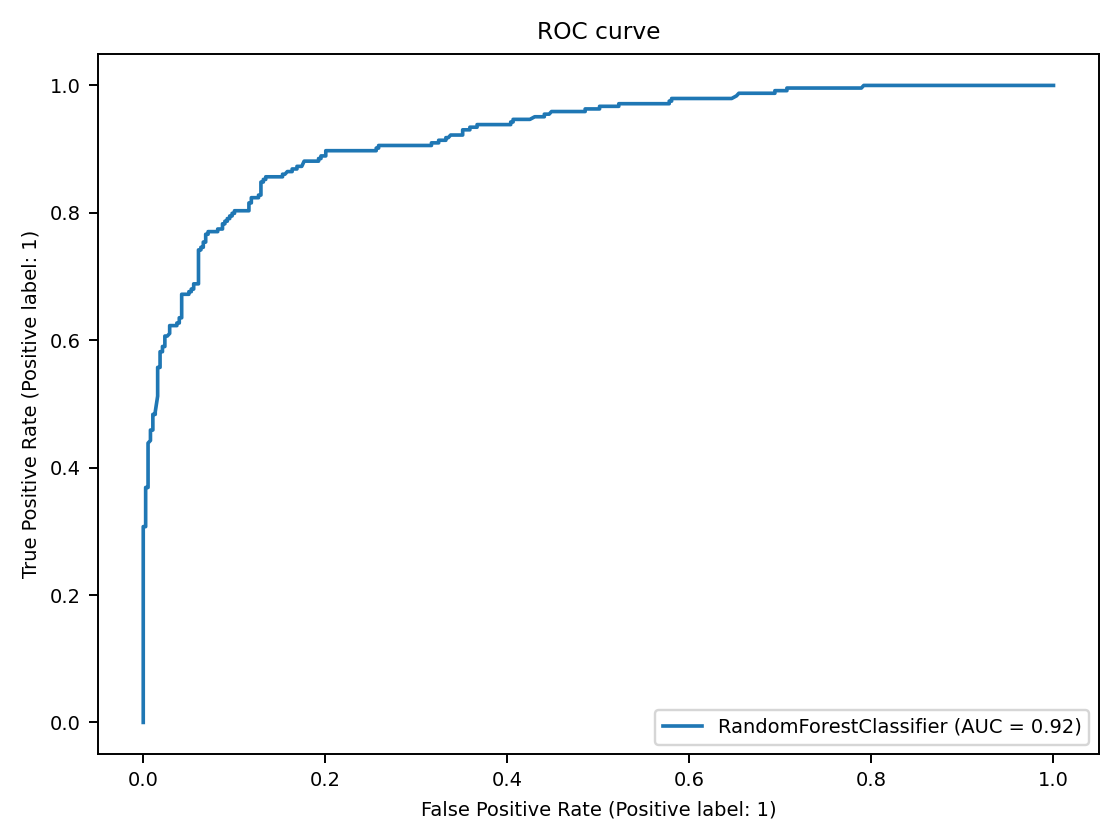 ROC curve
True Positive Rate (Positive label: 1)
1.0
0.8
0.6
0.4
0.2
0.0
RandomForestClassifier (AUC = 0.92)
0.0 0.2 0.4 0.6 0.8 1.0
False Positive Rate (Positive label: 1)